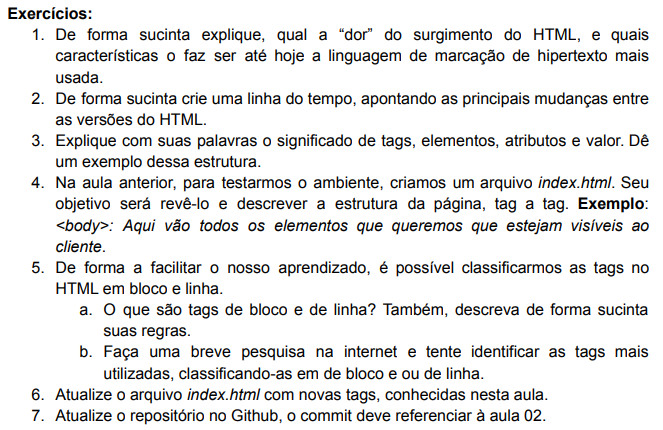 Exercícios:
1. De forma sucinta explique, qual a “dor” do surgimento do HTML, e quais
características o faz ser até hoje a linguagem de marcação de hipertexto mais
usada.
2. De forma sucinta crie uma linha do tempo, apontando as principais mudanças entre
as versões do HTML.
3. Explique com suas palavras o significado de tags, elementos, atributos e valor. Dê
um exemplo dessa estrutura.
4. Na aula anterior, para testarmos o ambiente, criamos um arquivo index.html. Seu
objetivo será revê-lo e descrever a estrutura da página, tag a tag. Exemplo:
<body>: Aqui vão todos os elementos que queremos que estejam visíveis ao
cliente.
5. De forma a facilitar o nosso aprendizado, é possível classificarmos as tags no
HTML em bloco e linha.
a. O que são tags de bloco e de linha? Também, descreva de forma sucinta
suas regras.
b. Faça uma breve pesquisa na internet e tente identificar as tags mais
utilizadas, classificando-as em de bloco e ou de linha.
6. Atualize o arquivo index.html com novas tags, conhecidas nesta aula.
7. Atualize o repositório no Github, o commit deve referenciar à aula 02.